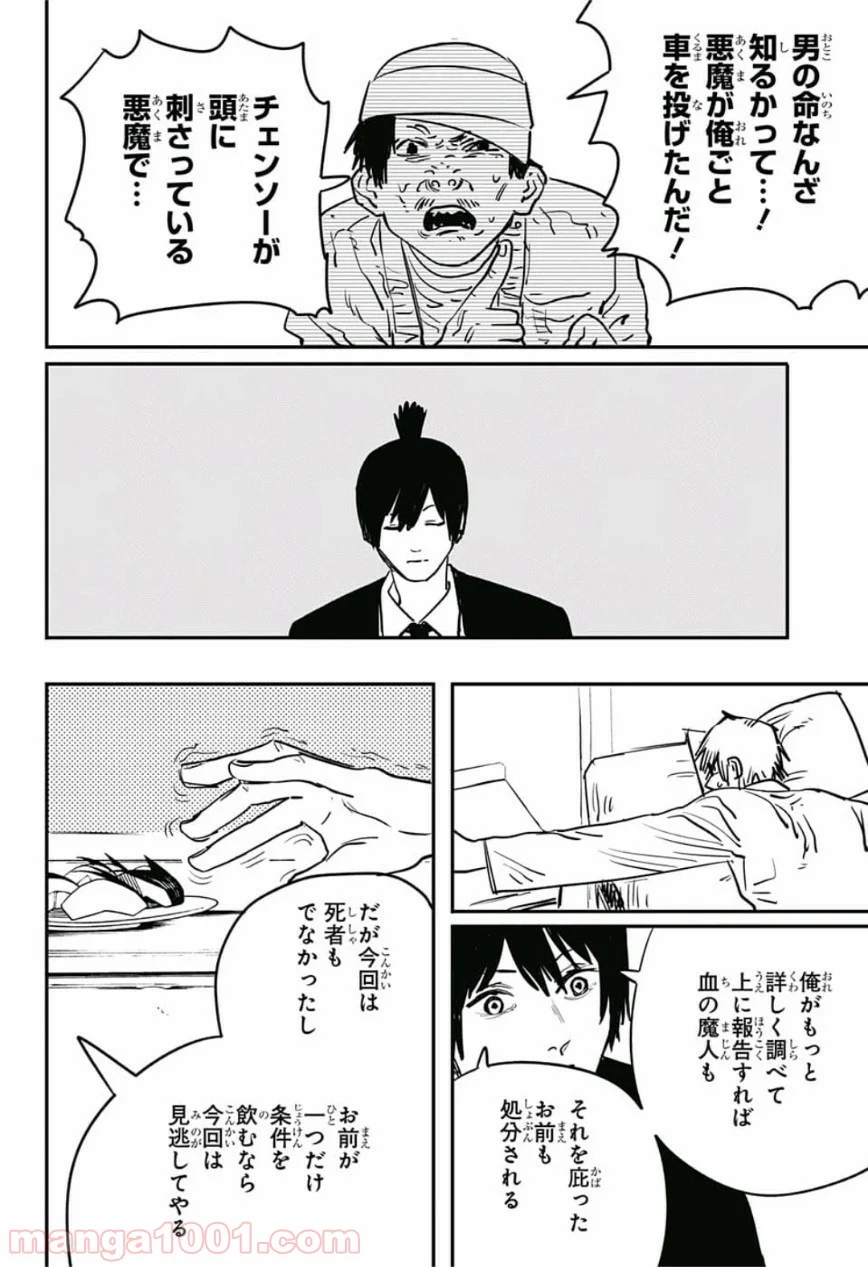 男の命なんざ
知るかって…！
悪魔が俺ごと
車を投げたんだ！
チェンソーが
頭に
刺さっている
悪魔で…
俺がもっと
詳しく調べて
上に報告すれば
血の魔人も
それを庇った
お前も
処分される
だが今回は
死者も
でなかったし
お前が
一つだけ
条件を
飲むなら
今回は
見逃してやる
manga1001.com